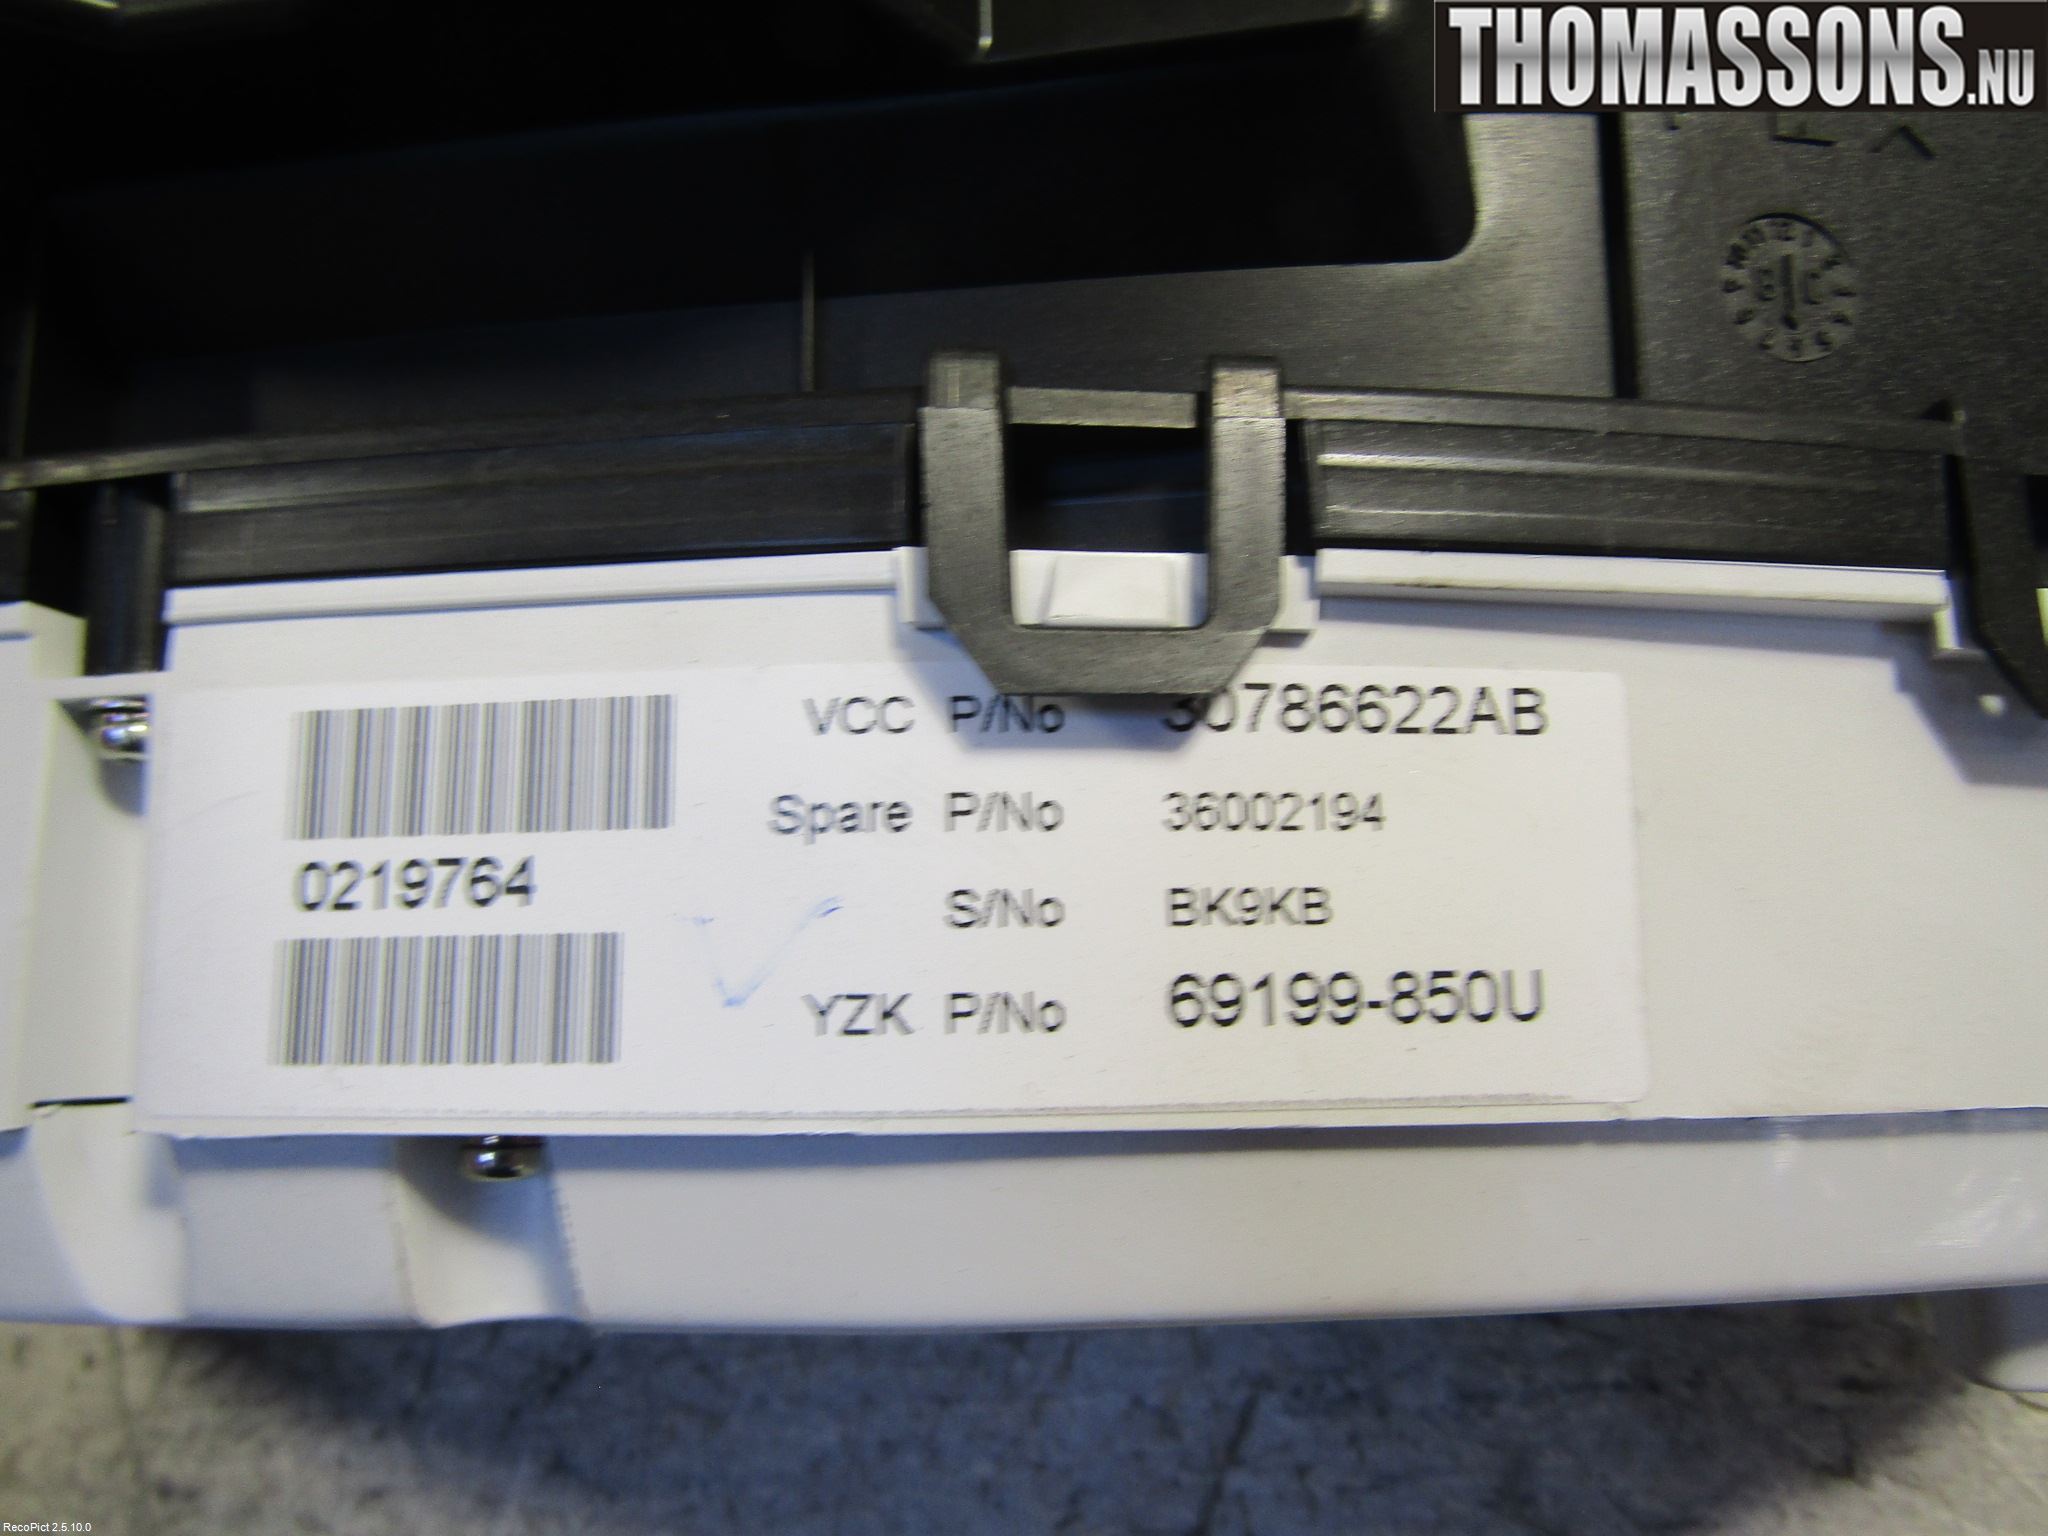 THOMASSONS.NU
VCC P/No 30786622AB
Spare P/No 36002194
0219764
S/No BK9KB
YZK P/No 69199-850U
RecoPict 2.5.10.0